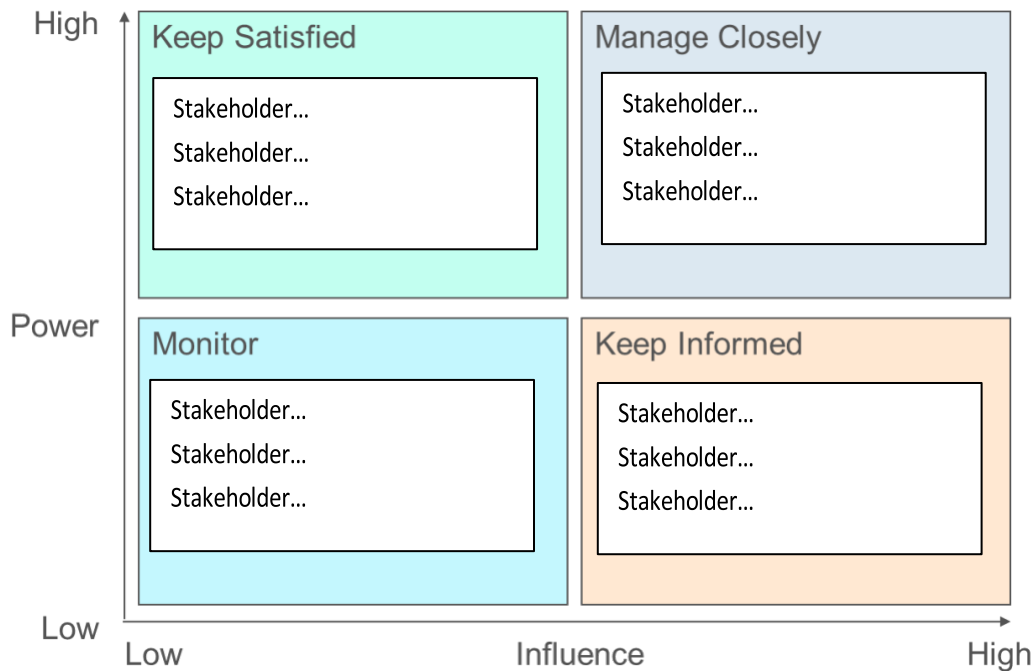 High
Keep Satisfied
Stakeholder...
Stakeholder...
Stakeholder...
Manage Closely
Stakeholder...
Stakeholder...
Stakeholder...
Power
Monitor
Stakeholder...
Stakeholder...
Stakeholder...
Keep Informed
Stakeholder...
Stakeholder...
Stakeholder...
Low
Low
Influence
High